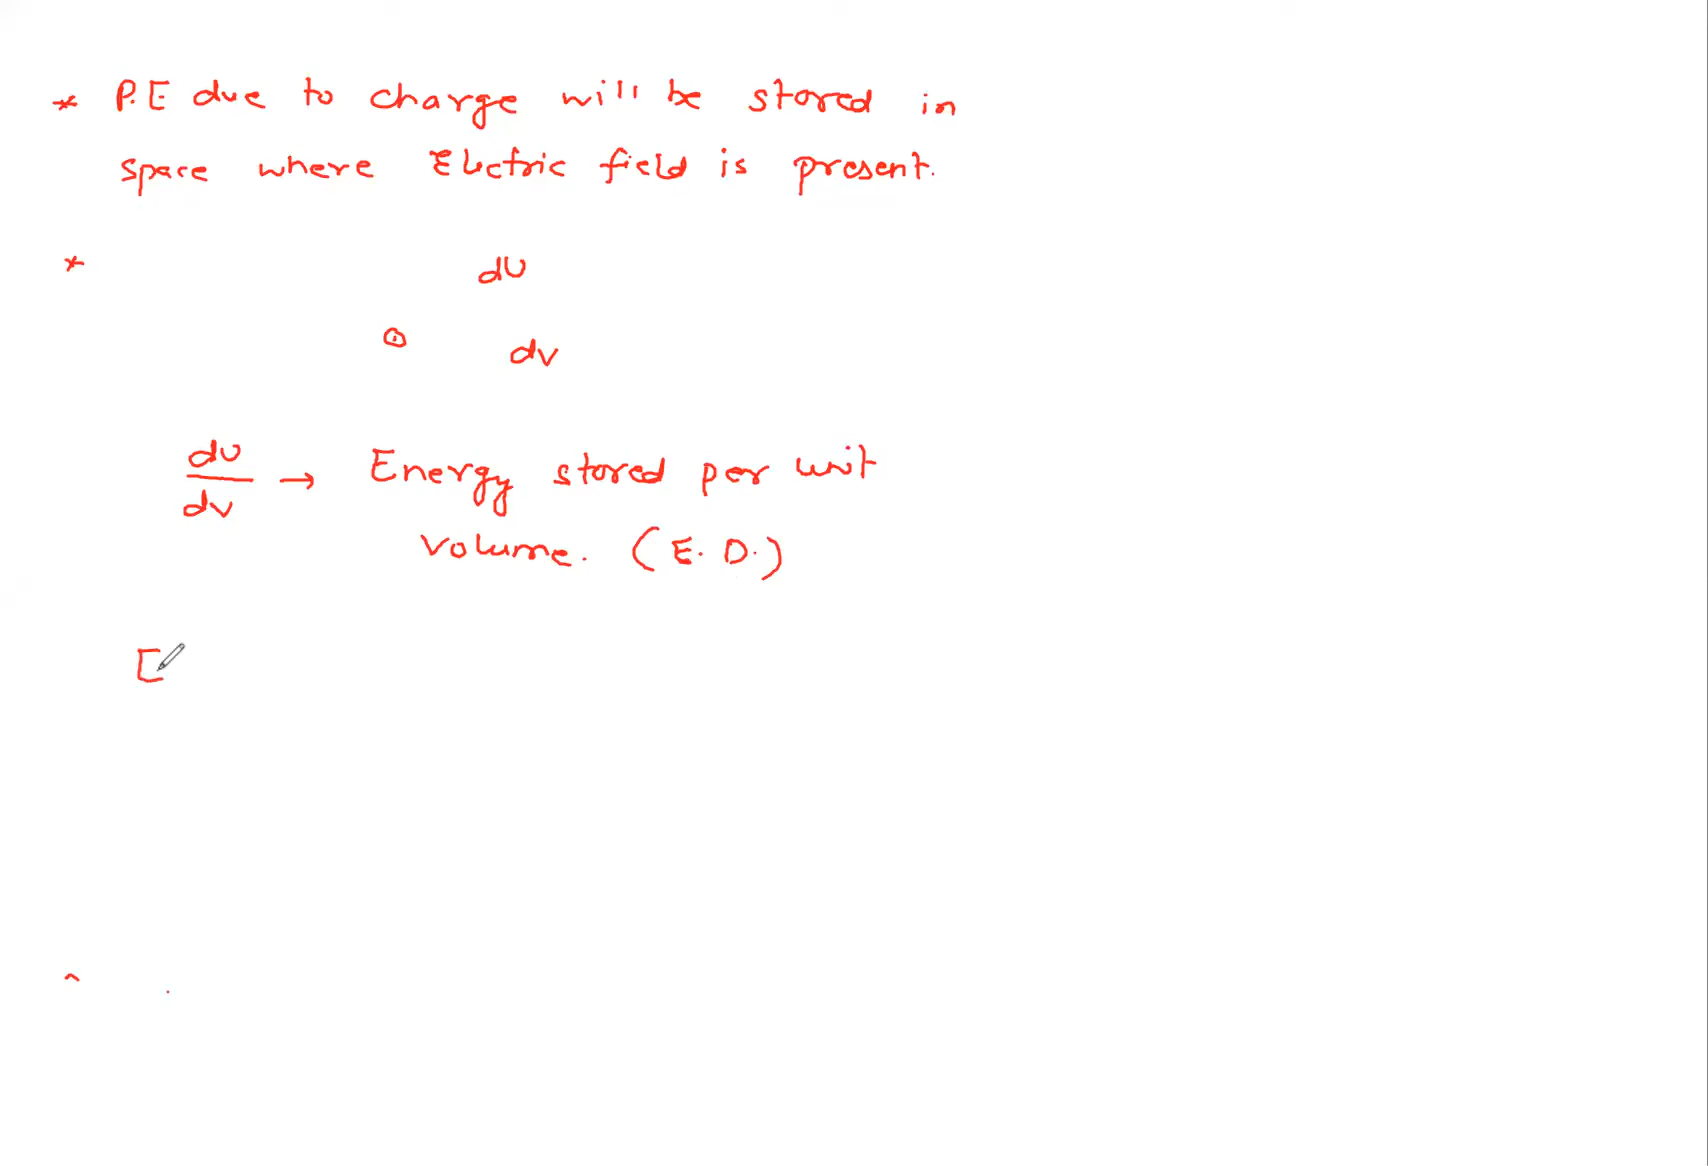 * P.E due to charge will be stored in
space where Electric field is present.
*
dU
dv
dU
dv → Energy stored per unit
volume. (E.D.)
E